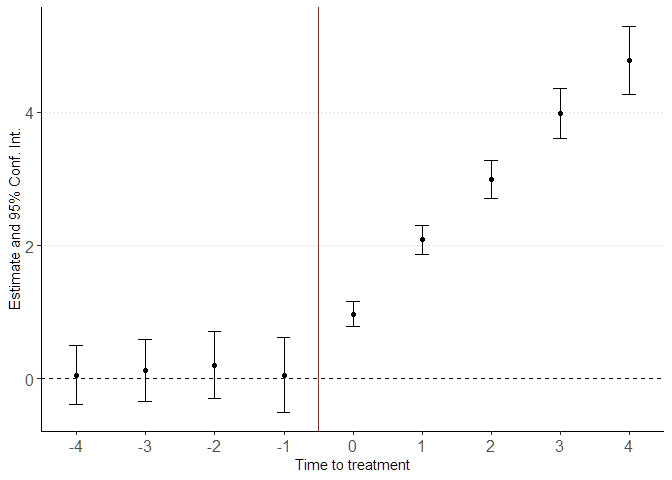 Estimate and 95% Conf. Int.
4
2
0
-4 -3 -2 -1 0 1 2 3 4
Time to treatment